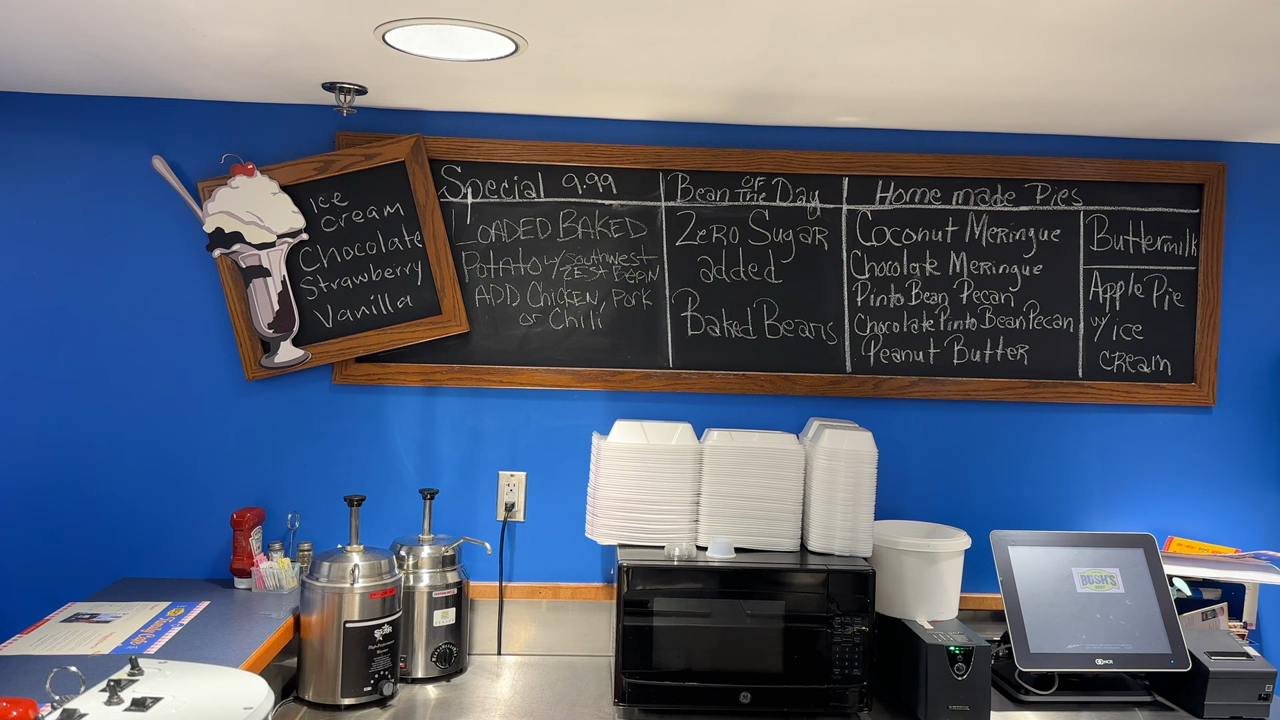 Ice
Cream
Chocolate
Strawberry
Vanilla
Special 9.99
LOADED BAKED
Potato w/ Southwest
ZEST BEAN
ADD Chicken, Pork
or Chili
Bean OF The Day
Zero Sugar
added
Baked Beans
Home made Pies
Coconut Meringue
Chocolate Meringue
Pinto Bean Pecan
Chocolate Pinto Bean Pecan
Peanut Butter
Buttermilk
Apple Pie
w/ ice
cream
BUSH'S
NCR